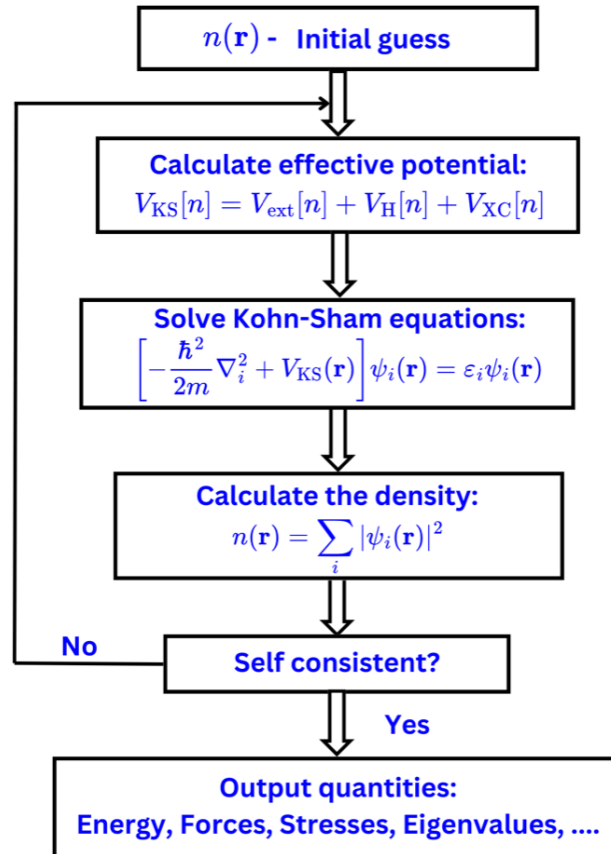 n(𝐫) - Initial guess
Calculate effective potential:
V_KS[n] = V_ext[n] + V_H[n] + V_XC[n]
Solve Kohn-Sham equations:
[-ℏ²/2m ∇²_i + V_KS(𝐫)] ψ_i(𝐫) = ε_i ψ_i(𝐫)
Calculate the density:
n(𝐫) = ∑_i |ψ_i(𝐫)|²
No
Self consistent?
Yes
Output quantities:
Energy, Forces, Stresses, Eigenvalues, ....